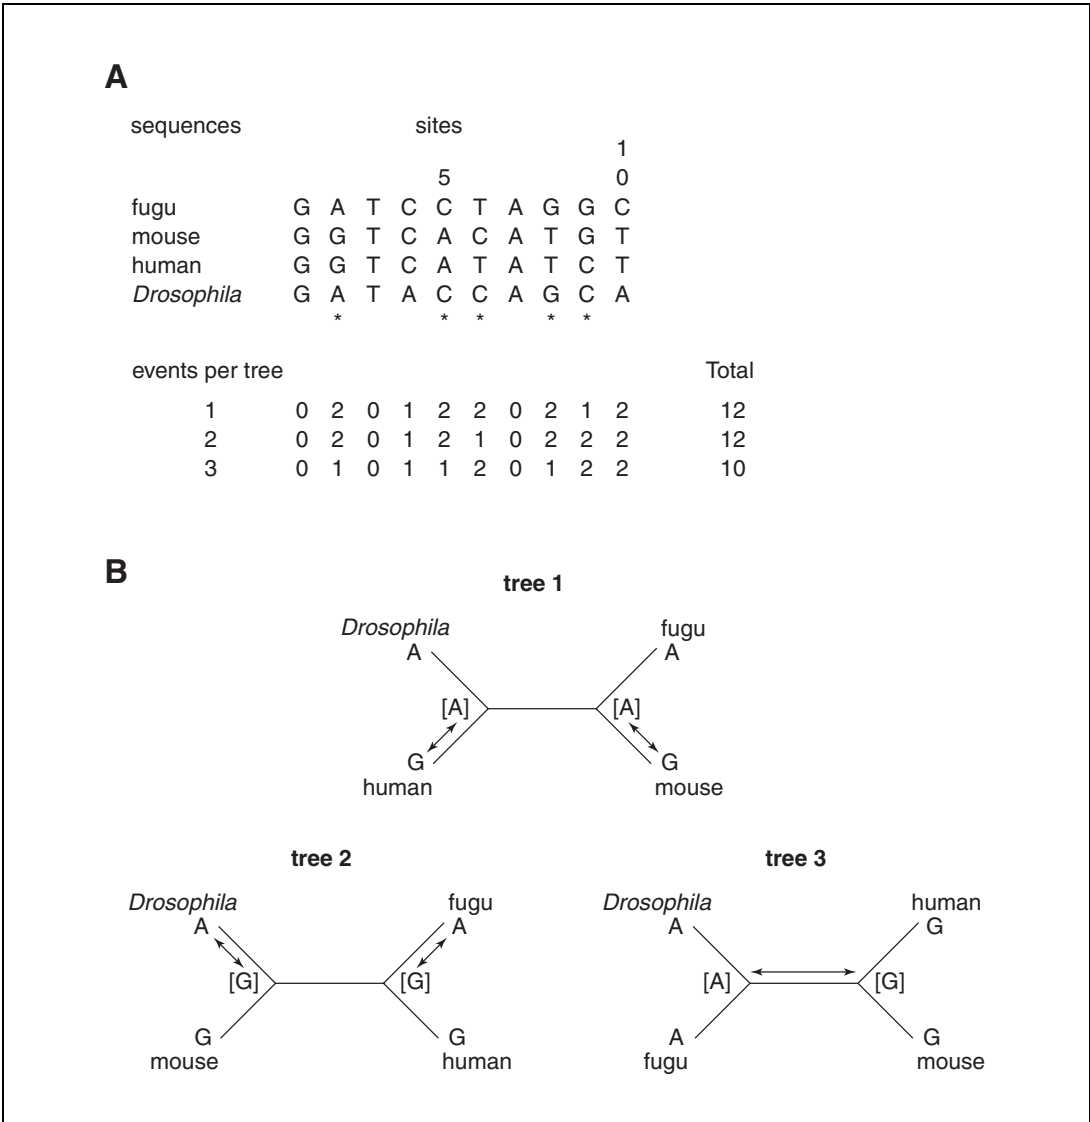 A
sequences sites
1
5 0
fugu G A T C C T A G G C
mouse G G T C A C A T G T
human G G T C A T A T C T
Drosophila G A T A C C A G C A
* * * * *
events per tree Total
1 0 2 0 1 2 2 0 2 1 2 12
2 0 2 0 1 2 1 0 2 2 2 12
3 0 1 0 1 1 2 0 1 2 2 10
B
tree 1
Drosophila fugu
A A
[A] [A]
G G
human mouse
tree 2
Drosophila fugu
A A
[G] [G]
G G
mouse human
tree 3
Drosophila human
A G
[A] [G]
A G
fugu mouse